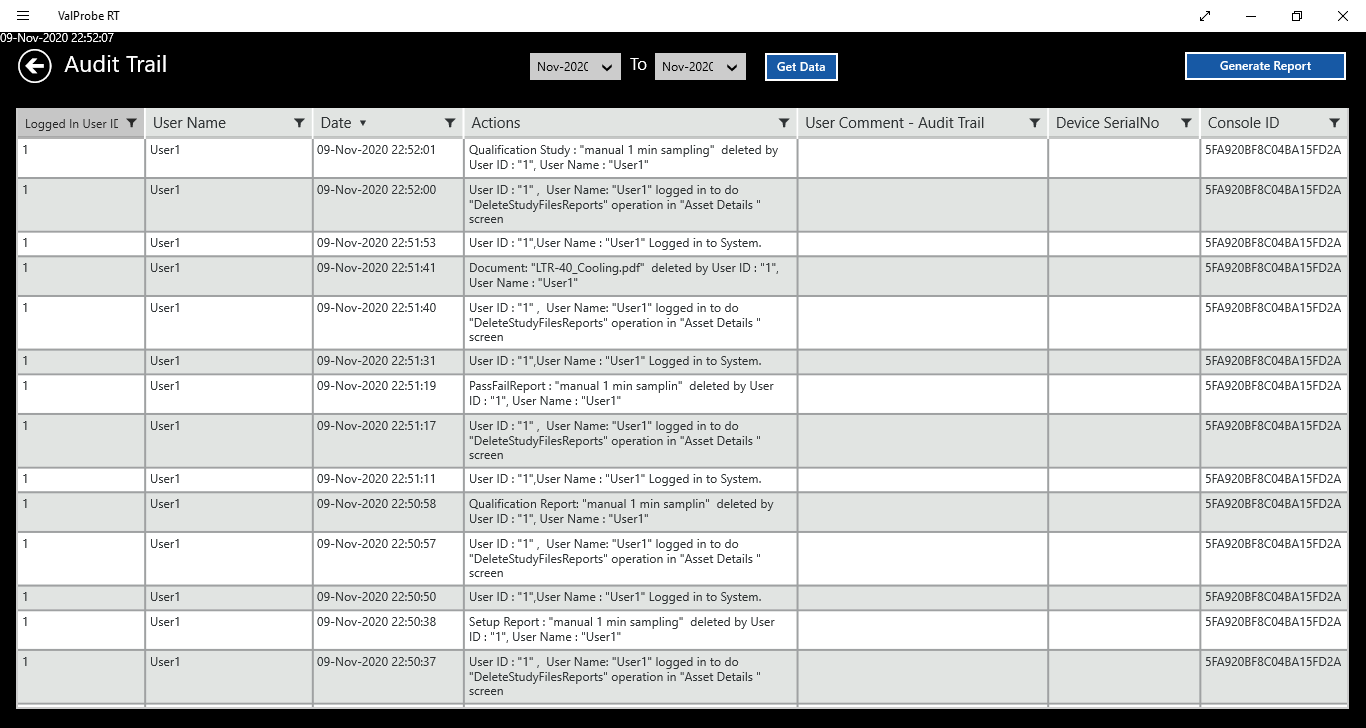 ValProbe RT
09-Nov-2020 22:52:07
Audit Trail
Nov-202
To
Nov-202
Get Data
Generate Report
Logged In User
User Name
Date
Actions
User Comment - Audit Trail
Device SerialNo
Console ID
1 User1 09-Nov-2020 22:52:01 Qualification Study : "manual 1 min sampling" deleted by 5FA920BF8C04BA15FD2A
User ID : "1", User Name : "User1"
1 User1 09-Nov-2020 22:52:00 User ID : "1" , User Name: "User1" logged in to do 5FA920BF8C04BA15FD2A
"DeleteStudyFilesReports" operation in "Asset Details "
screen
1 User1 09-Nov-2020 22:51:53 User ID : "1",User Name : "User1" Logged in to System. 5FA920BF8C04BA15FD2A
1 User1 09-Nov-2020 22:51:41 Document: "LTR-40_Cooling.pdf" deleted by User ID : "1", 5FA920BF8C04BA15FD2A
User Name : "User1"
1 User1 09-Nov-2020 22:51:40 User ID : "1" , User Name: "User1" logged in to do 5FA920BF8C04BA15FD2A
"DeleteStudyFilesReports" operation in "Asset Details "
screen
1 User1 09-Nov-2020 22:51:31 User ID : "1",User Name : "User1" Logged in to System. 5FA920BF8C04BA15FD2A
1 User1 09-Nov-2020 22:51:19 PassFailReport : "manual 1 min samplin" deleted by User 5FA920BF8C04BA15FD2A
ID : "1", User Name : "User1"
1 User1 09-Nov-2020 22:51:17 User ID : "1" , User Name: "User1" logged in to do 5FA920BF8C04BA15FD2A
"DeleteStudyFilesReports" operation in "Asset Details "
screen
1 User1 09-Nov-2020 22:51:11 User ID : "1",User Name : "User1" Logged in to System. 5FA920BF8C04BA15FD2A
1 User1 09-Nov-2020 22:50:58 Qualification Report: "manual 1 min samplin" deleted by 5FA920BF8C04BA15FD2A
User ID : "1", User Name : "User1"
1 User1 09-Nov-2020 22:50:57 User ID : "1" , User Name: "User1" logged in to do 5FA920BF8C04BA15FD2A
"DeleteStudyFilesReports" operation in "Asset Details "
screen
1 User1 09-Nov-2020 22:50:50 User ID : "1",User Name : "User1" Logged in to System. 5FA920BF8C04BA15FD2A
1 User1 09-Nov-2020 22:50:38 Setup Report : "manual 1 min sampling" deleted by User 5FA920BF8C04BA15FD2A
ID : "1", User Name : "User1"
1 User1 09-Nov-2020 22:50:37 User ID : "1" , User Name: "User1" logged in to do 5FA920BF8C04BA15FD2A
"DeleteStudyFilesReports" operation in "Asset Details "
screen